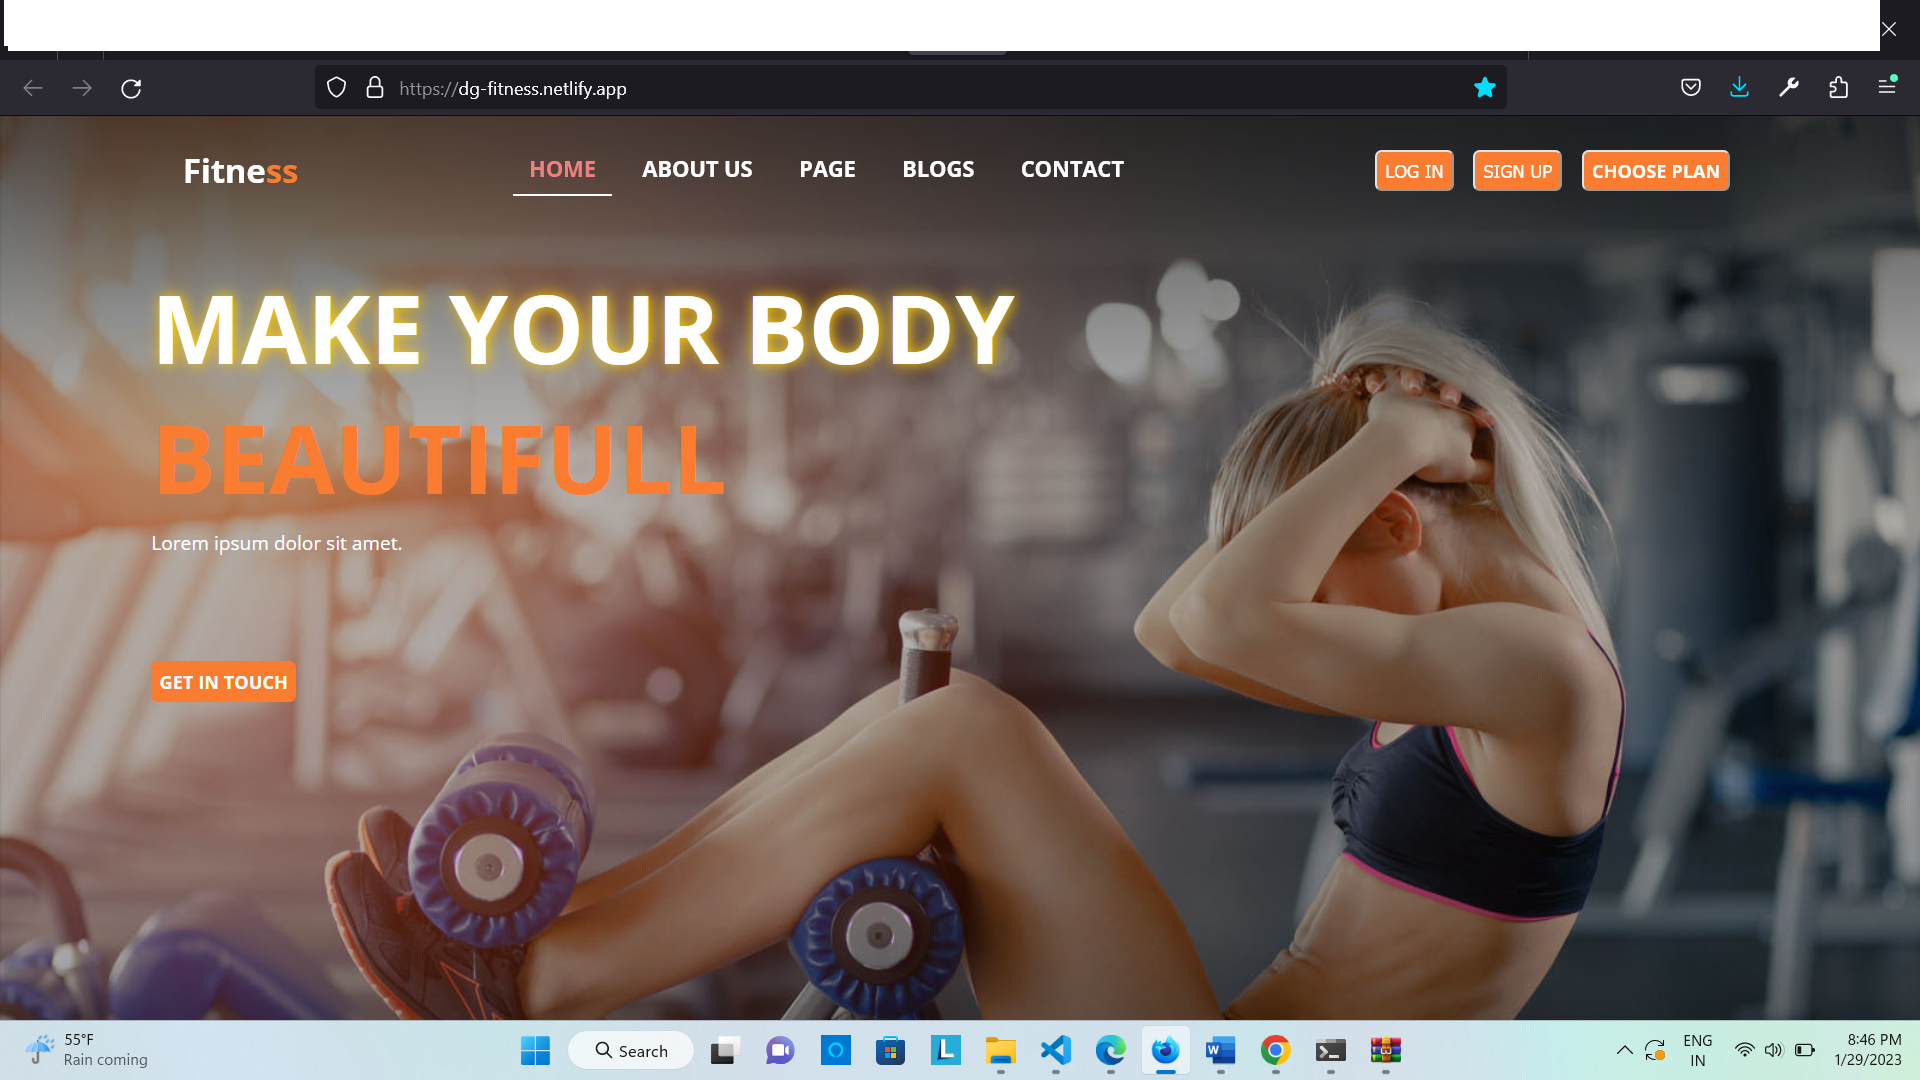 https://dg-fitness.netlify.app
Fitness
HOME
ABOUT US
PAGE
BLOGS
CONTACT
LOG IN
SIGN UP
CHOOSE PLAN
MAKE YOUR BODY
BEAUTIFULL
Lorem ipsum dolor sit amet.
GET IN TOUCH
55°F
Rain coming
Search
L
W
ENG
IN
8:46 PM
1/29/2023